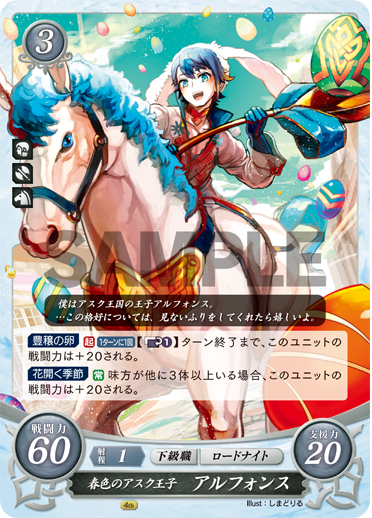 3
SAMPLE
僕はアスク王国の王子アルフォンス。
…この格好については、見ないふりをしてくれたら嬉しいよ。
豊穣の卵 起 1ターンに1回 【1】ターン終了まで、このユニットの
戦闘力は+20される。
花開く季節 常 味方が他に3体以上いる場合、このユニットの
戦闘力は+20される。
戦闘力
60
射程 1
下級職
ロードナイト
支援力
20
春色のアスク王子 アルフォンス
4th
Illust：しまどりる